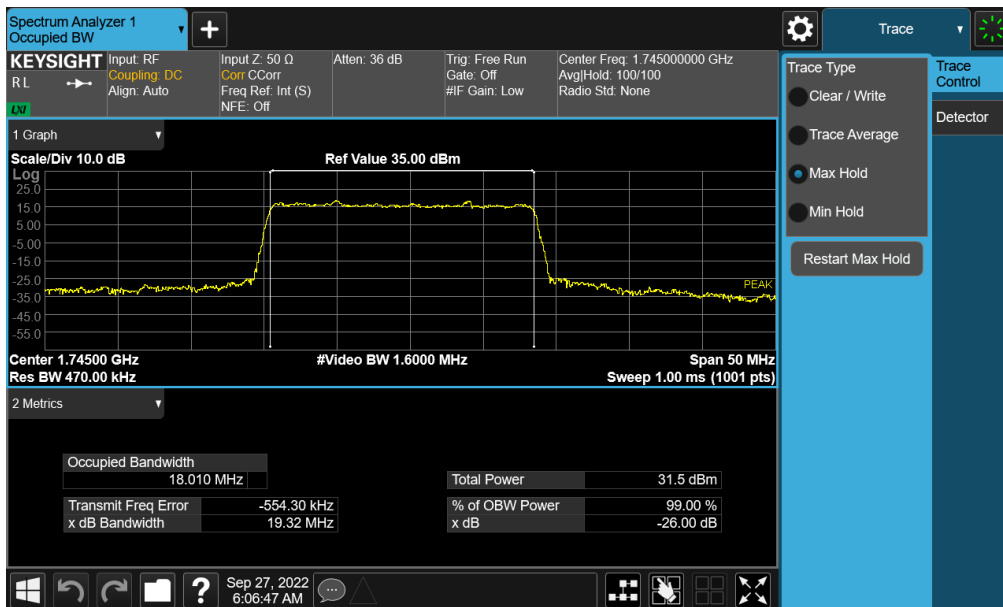 Spectrum Analyzer 1
Occupied BW
+
Trace
KEYSIGHT
R L
LXI
Input: RF
Coupling: DC
Align: Auto
Input Z: 50 Ω
Corr CCorr
Freq Ref: Int (S)
NFE: Off
Atten: 36 dB
Trig: Free Run
Gate: Off
#IF Gain: Low
Center Freq: 1.745000000 GHz
Avg|Hold: 100/100
Radio Std: None
Trace Type
Clear / Write
Trace Average
Max Hold
Min Hold
Restart Max Hold
Trace
Control
Detector
1 Graph
Scale/Div 10.0 dB
Ref Value 35.00 dBm
Log
25.0
15.0
5.00
-5.00
-15.0
-25.0
-35.0
-45.0
-55.0
PEAK
Center 1.74500 GHz
#Video BW 1.6000 MHz
Span 50 MHz
Res BW 470.00 kHz
Sweep 1.00 ms (1001 pts)
2 Metrics
Occupied Bandwidth
18.010 MHz
Total Power 31.5 dBm
Transmit Freq Error -554.30 kHz
% of OBW Power 99.00 %
x dB Bandwidth 19.32 MHz
x dB -26.00 dB
?
Sep 27, 2022
6:06:47 AM